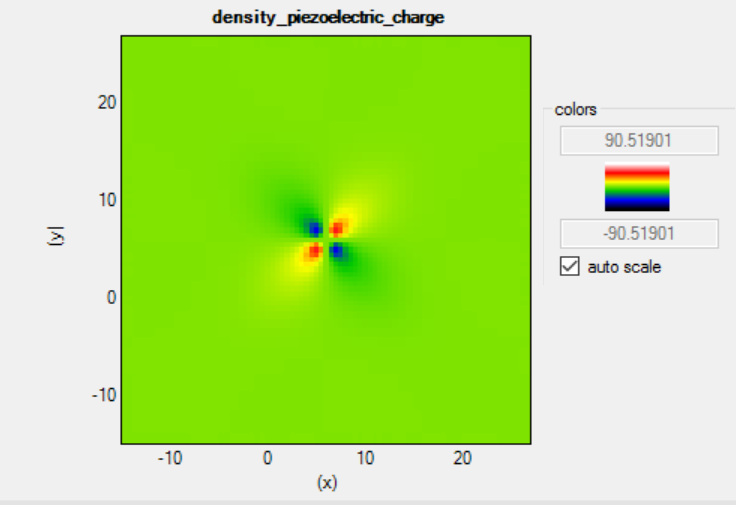 density_piezoelectric_charge
20
10
0
-10
(y)
-10 0 10 20
(x)
colors
90.51901
-90.51901
auto scale